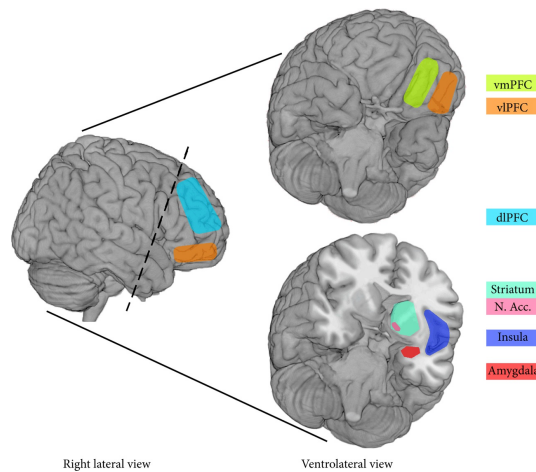 vmPFC
vlPFC
dlPFC
Striatum
N. Acc.
Insula
Amygdala
Right lateral view
Ventrolateral view